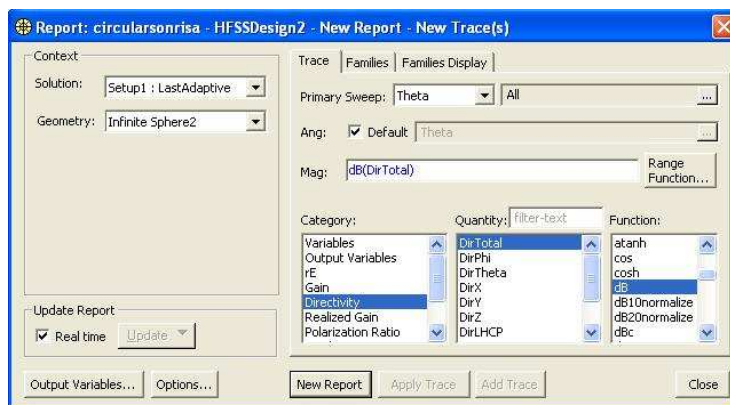 Report: circularsonrisa - HFSSDesign2 - New Report - New Trace(s)
Context
Solution: Setup1 : LastAdaptive
Geometry: Infinite Sphere2
Update Report
Real time Update
Output Variables... Options...
Trace Families Families Display
Primary Sweep: Theta All ...
Ang: Default Theta ...
Mag: dB(DirTotal) Range Function...
Category: Quantity: filter-text Function:
Variables
Output Variables
rE
Gain
Directivity
Realized Gain
Polarization Ratio
DirTotal
DirPhi
DirTheta
DirX
DirY
DirZ
DirLHCP
atanh
cos
cosh
dB
dB10normalize
dB20normalize
dBc
New Report Apply Trace Add Trace Close